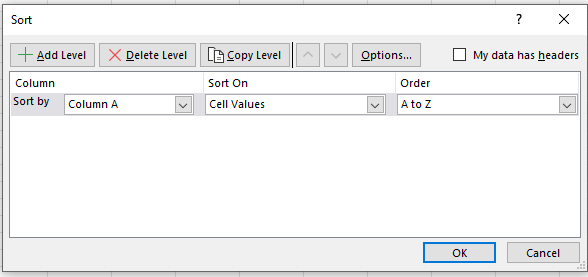 Sort
?
Add Level Delete Level Copy Level Options... My data has headers
Column Sort On Order
Sort by Column A Cell Values A to Z
OK Cancel